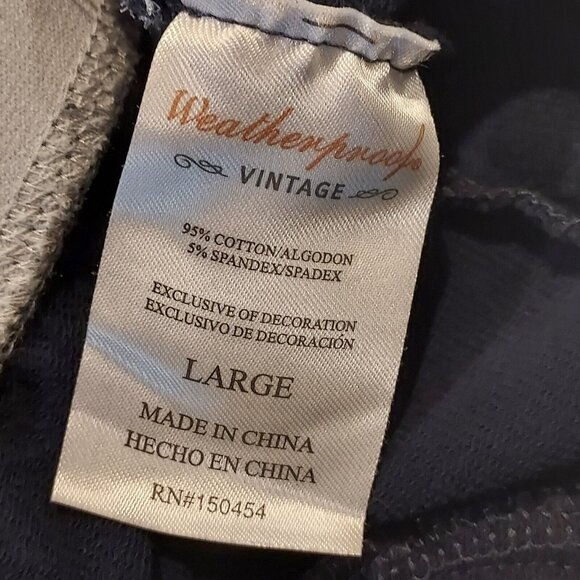 Weatherproof
VINTAGE
95% COTTON/ALGODON
5% SPANDEX/SPADEX
EXCLUSIVE OF DECORATION
EXCLUSIVO DE DECORACIÓN
LARGE
MADE IN CHINA
HECHO EN CHINA
RN#150454